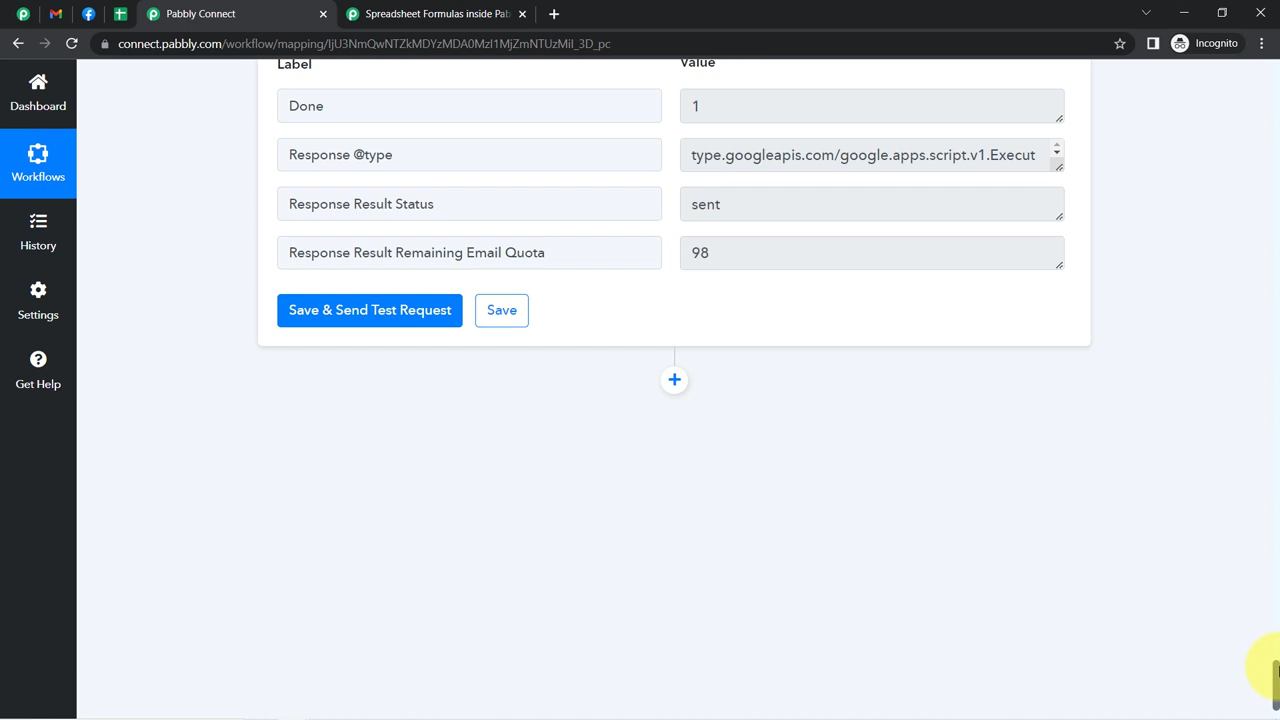 Pabbly Connect
Spreadsheet Formulas inside Pab
connect.pabbly.com/workflow/mapping/IjU3NmQwNTZkMDYzMDA0MzI1MjZmNTUzMiI_3D_pc
Incognito
Dashboard
Workflows
History
Settings
Get Help
Label
Value
Done
1
Response @type
type.googleapis.com/google.apps.script.v1.Execut
Response Result Status
sent
Response Result Remaining Email Quota
98
Save & Send Test Request
Save